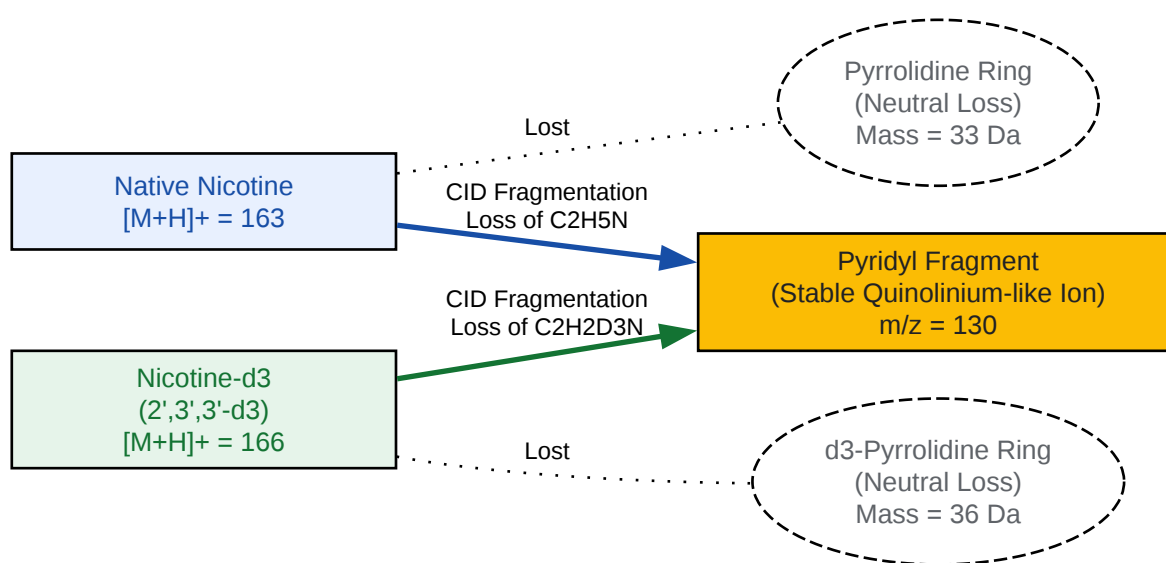 Pyrrolidine Ring
(Neutral Loss)
Mass = 33 Da
Lost
Native Nicotine
[M+H]+ = 163
CID Fragmentation
Loss of C2H5N
Pyridyl Fragment
(Stable Quinolinium-like Ion)
m/z = 130
CID Fragmentation
Loss of C2H2D3N
Nicotine-d3
(2',3',3'-d3)
[M+H]+ = 166
Lost
d3-Pyrrolidine Ring
(Neutral Loss)
Mass = 36 Da